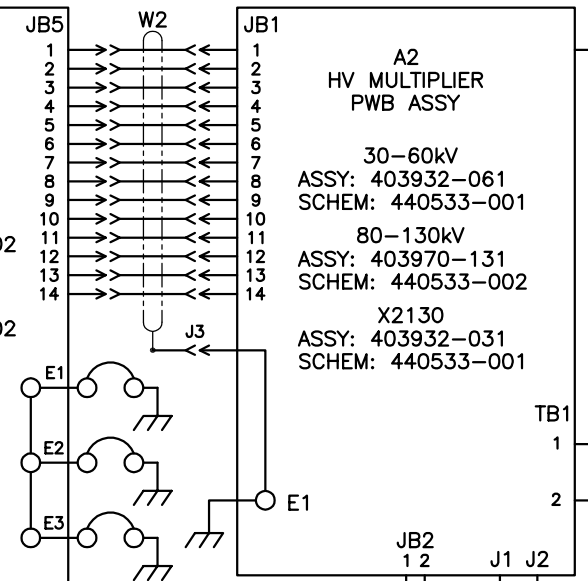 W2
JB5
JB1
1
2
3
4
5
6
7
8
9
10
11
12
13
14
1
2
3
4
5
6
7
8
9
10
11
12
13
14
02
02
J3
E1
E2
E3
A2
HV MULTIPLIER
PWB ASSY
30-60kV
ASSY: 403932-061
SCHEM: 440533-001
80-130kV
ASSY: 403970-131
SCHEM: 440533-002
X2130
ASSY: 403932-031
SCHEM: 440533-001
TB1
1
2
E1
JB2
1 2
J1 J2